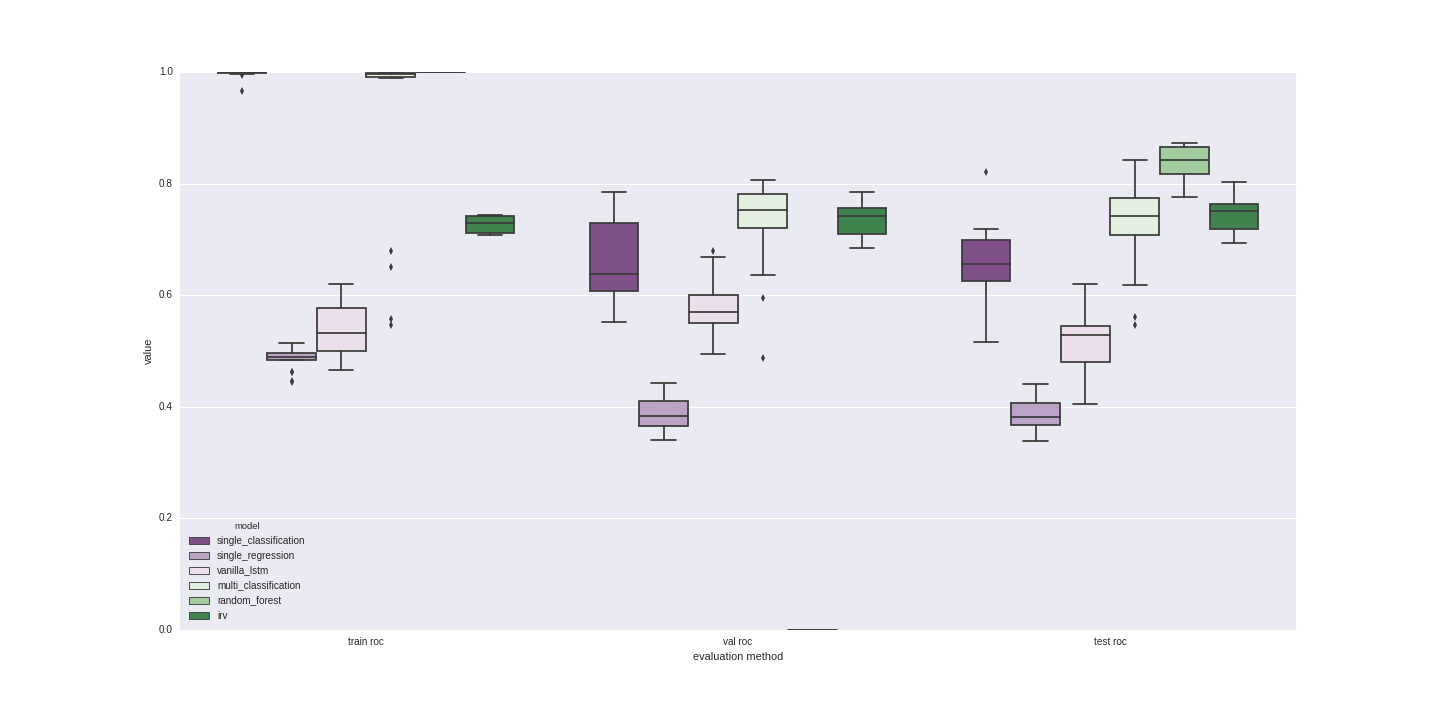 1.0
0.8
0.6
0.4
0.2
0.0
value
model
single_classification
single_regression
vanilla_lstm
multi_classification
random_forest
irv
train roc
val roc
test roc
evaluation method